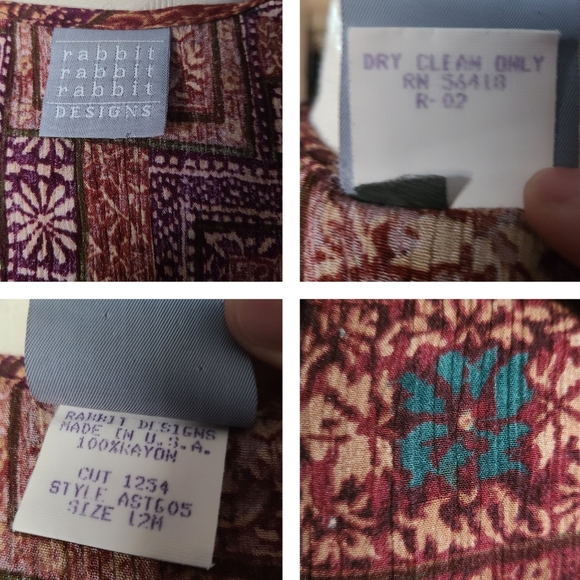 rabbit
rabbit
rabbit
DESIGNS
DRY CLEAN ONLY
RN 56418
R-02
RABBIT DESIGNS
MADE IN U.S.A.
100%RAYON
CUT 1254
STYLE AST605
SIZE 12M